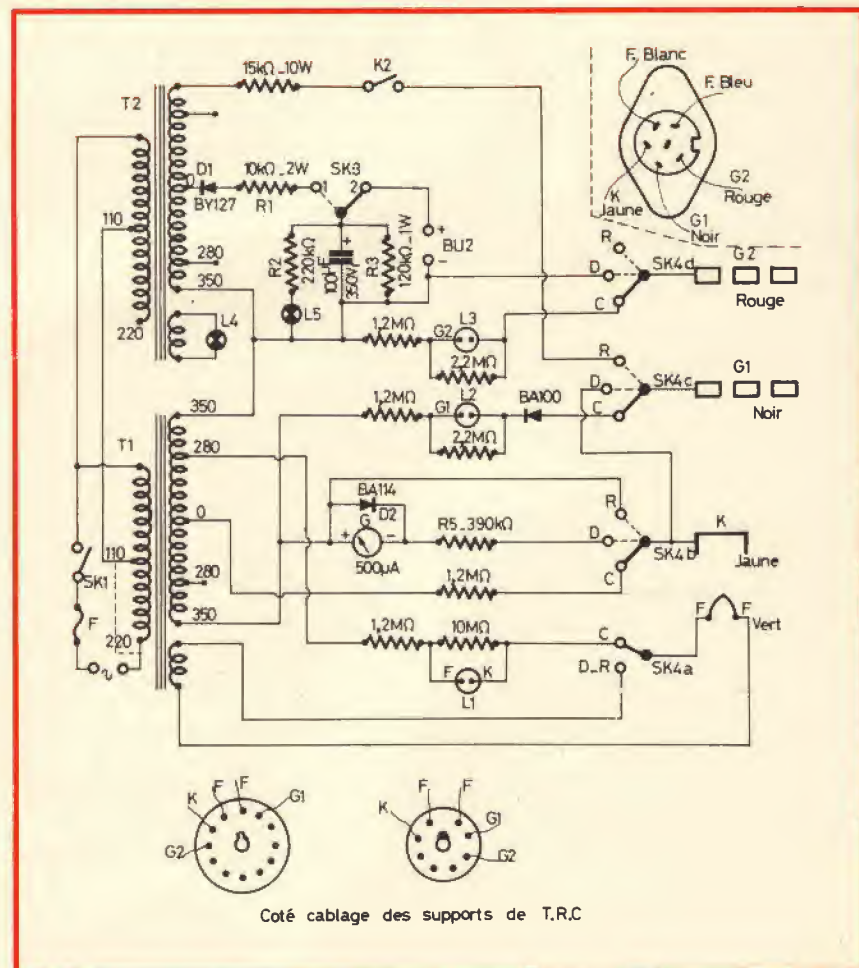 15kΩ_10W
K2
T2
F. Blanc
F. Bleu
G2
Rouge
G1
Noir
K
Jaune
0
D1
BY127
10kΩ_2W
R1
1
SK3
2
110
280
350
220
R2
220kΩ
100µF
350V
+
R3
120kΩ_1W
+
BU2
−
R
D
C
SK4d
G2
Rouge
L4
L5
1,2MΩ
G2
L3
2,2MΩ
R
D
C
SK4c
G1
Noir
350
T1
280
1,2MΩ
G1
L2
2,2MΩ
BA100
0
110
280
350
220
SK1
F
BA114
D2
+
G
−
500µA
R5_390kΩ
R
D
C
SK4b
K
Jaune
1,2MΩ
1,2MΩ
10MΩ
F
K
L1
C
D_R
SK4a
F
F
Vert
K
F
F
G1
G2
K
F
F
G1
G2
Coté cablage des supports de T.R.C